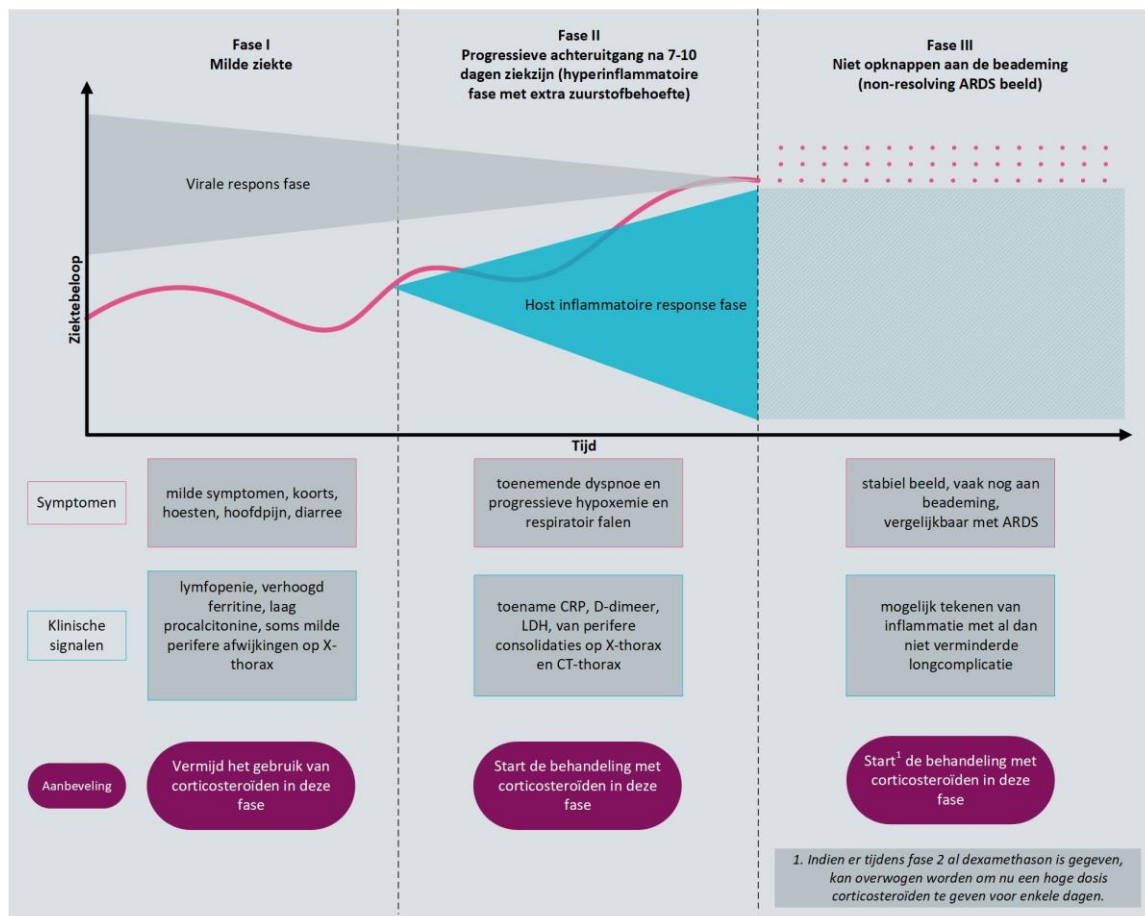 Fase I
Milde ziekte
Fase II
Progressieve achteruitgang na 7-10
dagen ziekzijn (hyperinflammatoire
fase met extra zuurstofbehoefte)
Fase III
Niet opknappen aan de beademing
(non-resolving ARDS beeld)
Ziektebeloop
Virale respons fase
Host inflammatoire response fase
Tijd
Symptomen
milde symptomen, koorts,
hoesten, hoofdpijn, diarree
toenemende dyspnoe en
progressieve hypoxemie en
respiratoir falen
stabiel beeld, vaak nog aan
beademing,
vergelijkbaar met ARDS
Klinische
signalen
lymfopenie, verhoogd
ferritine, laag
procalcitonine, soms milde
perifere afwijkingen op X-
thorax
toename CRP, D-dimeer,
LDH, van perifere
consolidaties op X-thorax
en CT-thorax
mogelijk tekenen van
inflammatie met al dan
niet verminderde
longcomplicatie
Aanbeveling
Vermijd het gebruik van
corticosteroïden in deze
fase
Start de behandeling met
corticosteroïden in deze
fase
Start¹ de behandeling met
corticosteroïden in deze
fase
1. Indien er tijdens fase 2 al dexamethason is gegeven,
kan overwogen worden om nu een hoge dosis
corticosteroïden te geven voor enkele dagen.